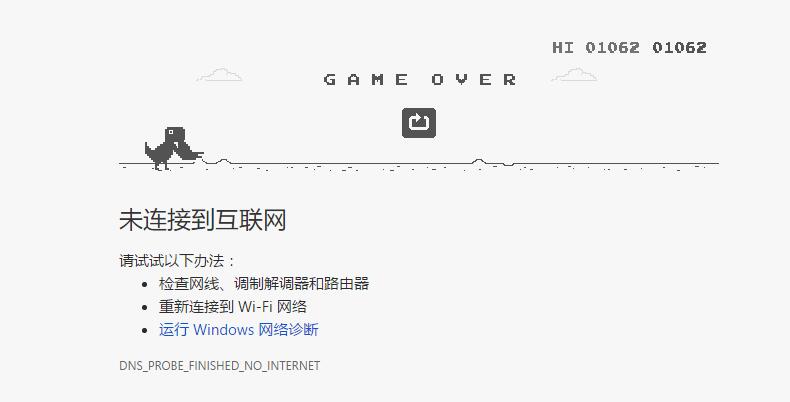 HI 01062 01062
GAME OVER
未连接到互联网
请试试以下办法：
检查网线、调制解调器和路由器
重新连接到 Wi-Fi 网络
运行 Windows 网络诊断
DNS_PROBE_FINISHED_NO_INTERNET